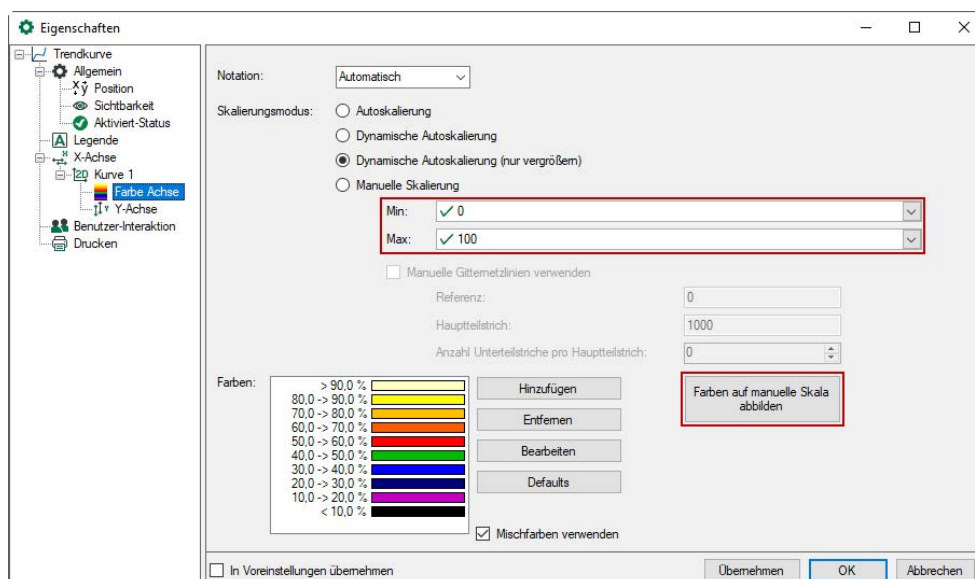 Eigenschaften
Trendkurve
Allgemein
Position
Sichtbarkeit
Aktiviert-Status
Legende
X-Achse
Kurve 1
Farbe Achse
Y-Achse
Benutzer-Interaktion
Drucken
Notation: Automatisch
Skalierungsmodus: Autoskalierung
Dynamische Autoskalierung
Dynamische Autoskalierung (nur vergrößern)
Manuelle Skalierung
Min: 0
Max: 100
Manuelle Gitternetzlinien verwenden
Referenz: 0
Hauptteilstrich: 1000
Anzahl Unterteilstriche pro Hauptteilstrich: 0
Farben:
> 90,0 %
80,0 -> 90,0 %
70,0 -> 80,0 %
60,0 -> 70,0 %
50,0 -> 60,0 %
40,0 -> 50,0 %
30,0 -> 40,0 %
20,0 -> 30,0 %
10,0 -> 20,0 %
< 10,0 %
Hinzufügen
Entfernen
Bearbeiten
Defaults
Farben auf manuelle Skala
abbilden
Mischfarben verwenden
In Voreinstellungen übernehmen
Übernehmen OK Abbrechen